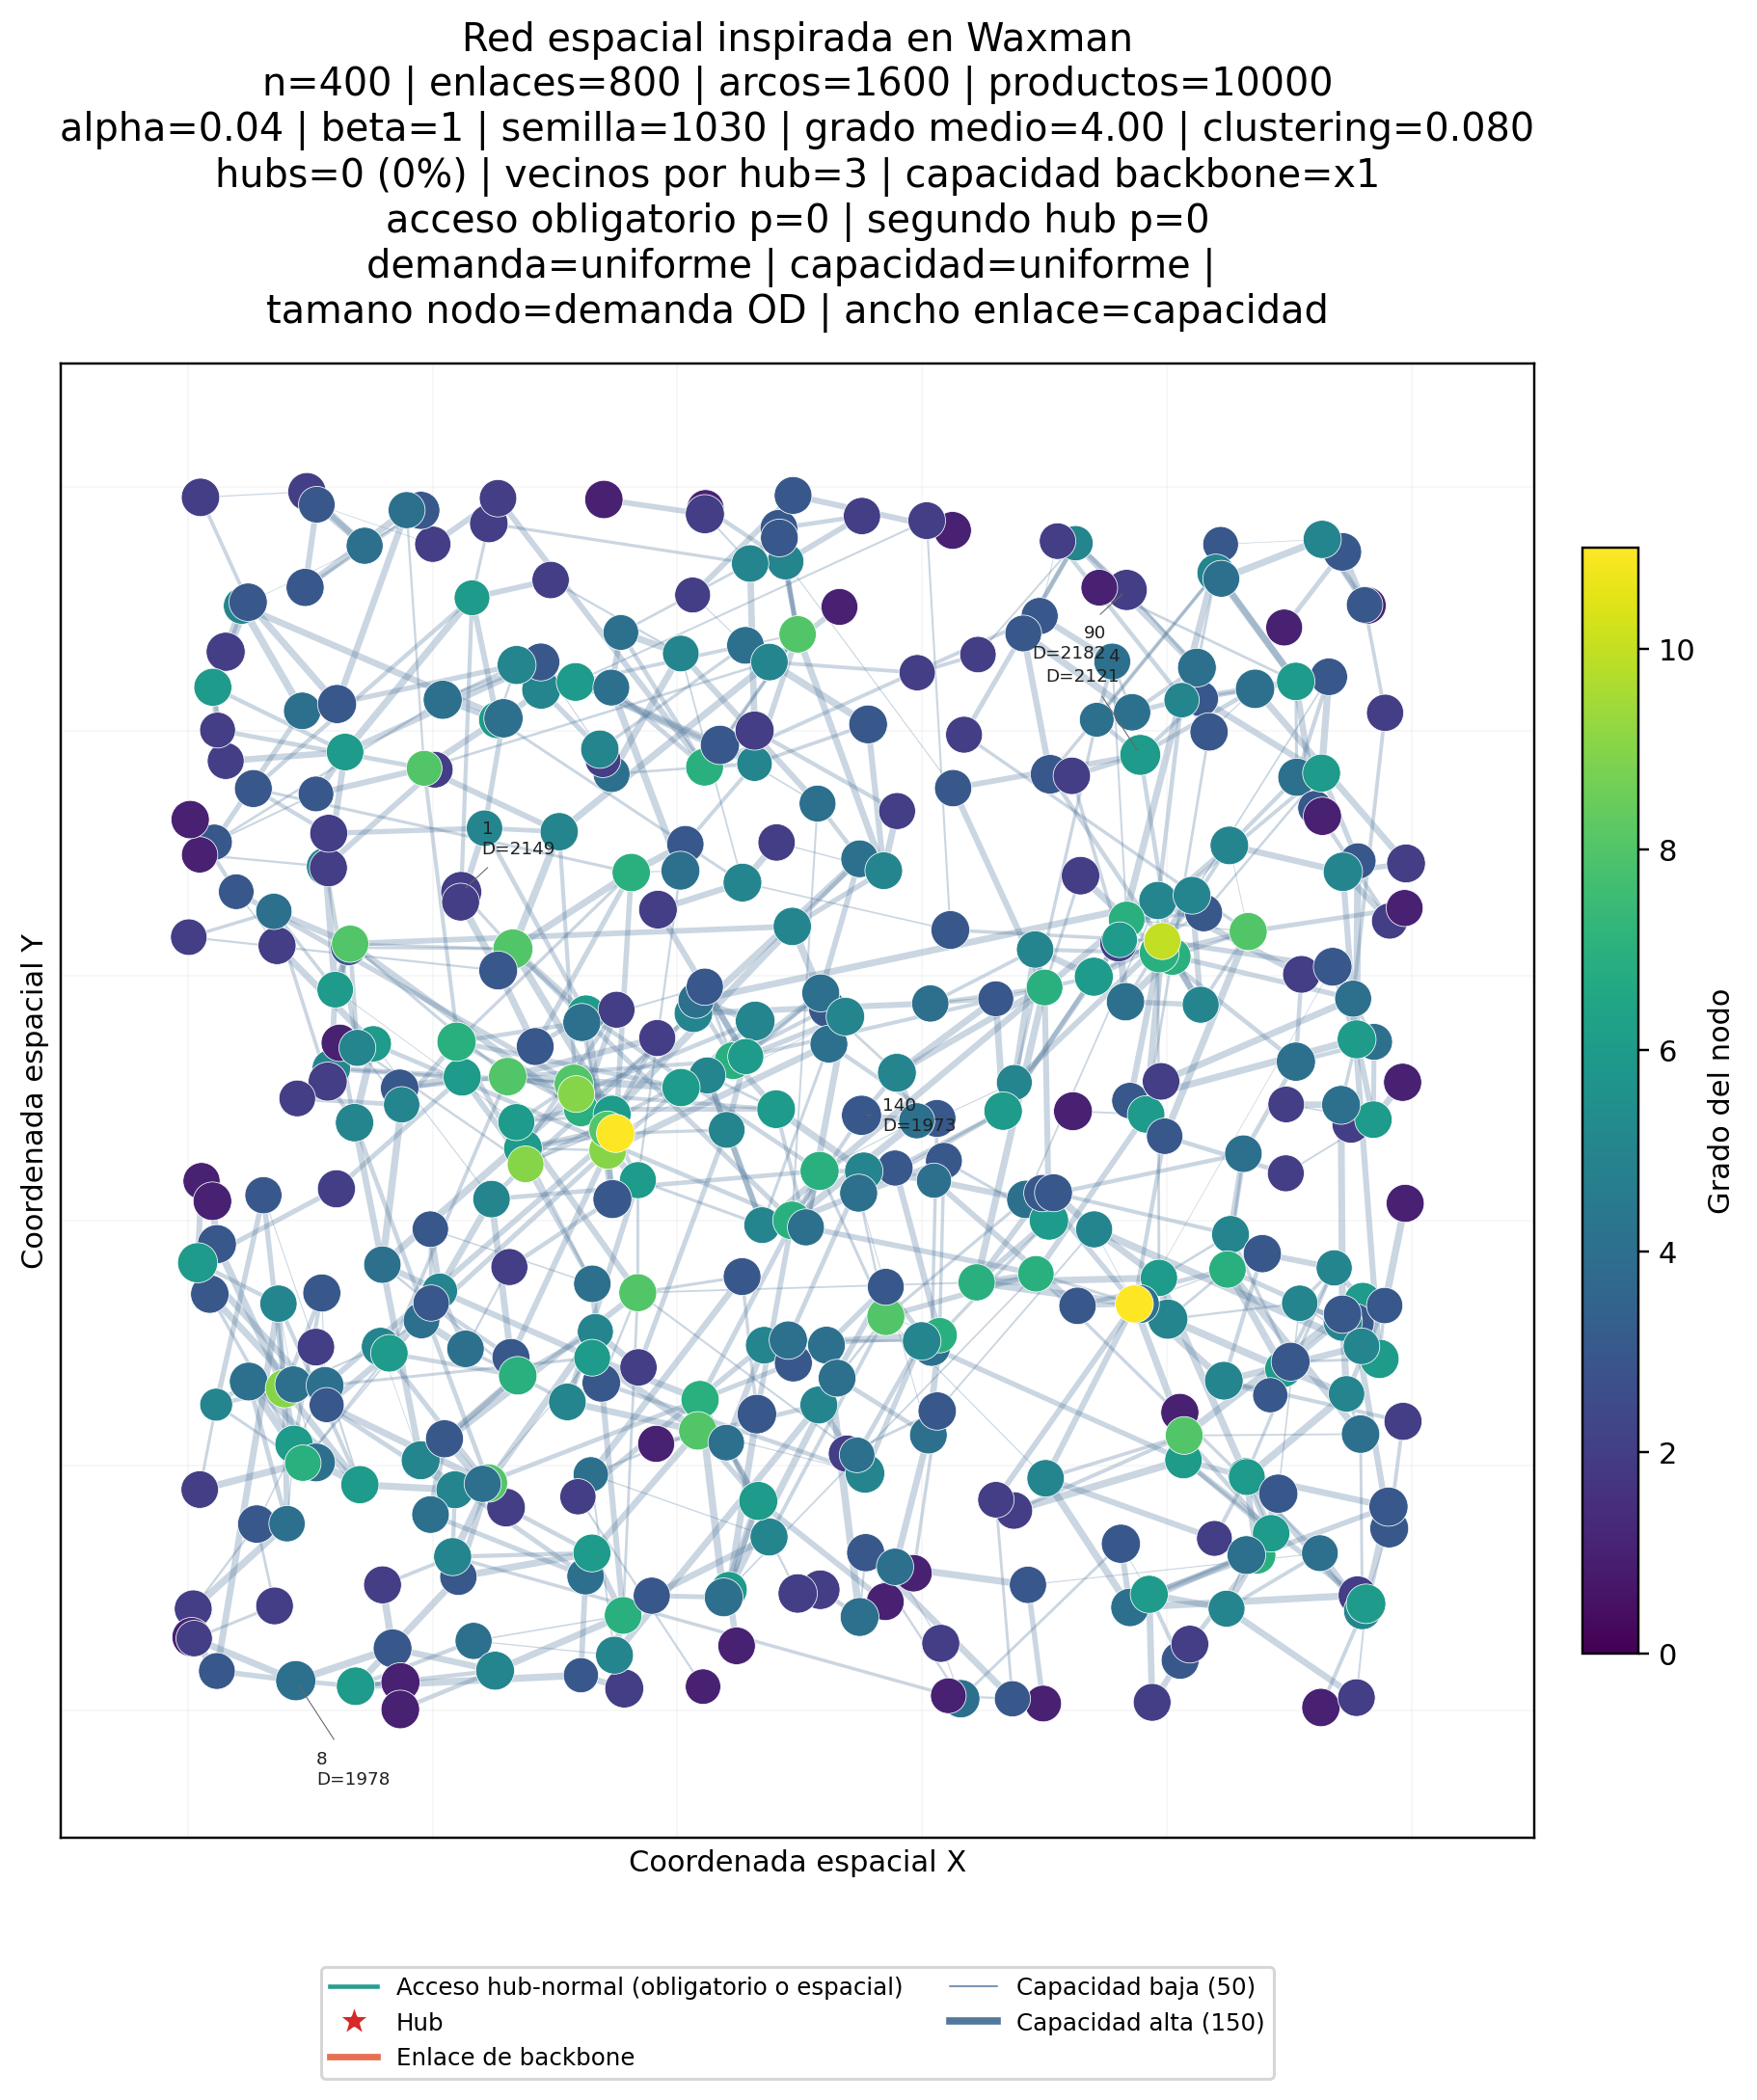 Red espacial inspirada en Waxman
n=400 | enlaces=800 | arcos=1600 | productos=10000
alpha=0.04 | beta=1 | semilla=1030 | grado medio=4.00 | clustering=0.080
hubs=0 (0%) | vecinos por hub=3 | capacidad backbone=x1
acceso obligatorio p=0 | segundo hub p=0
demanda=uniforme | capacidad=uniforme |
tamano nodo=demanda OD | ancho enlace=capacidad
90
D=2182
4
D=2121
1
D=2149
140
D=1973
8
D=1978
Coordenada espacial Y
Coordenada espacial X
10
8
6
4
2
0
Grado del nodo
Acceso hub-normal (obligatorio o espacial)
Hub
Enlace de backbone
Capacidad baja (50)
Capacidad alta (150)